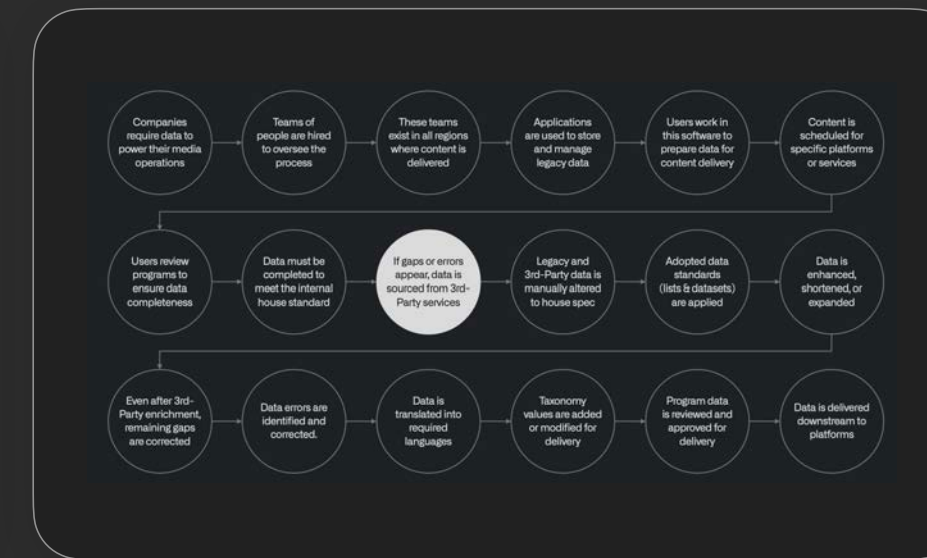 Companies
require data to
power their media
operations
Teams of
people are hired
to oversee the
process
These teams
exist in all regions
where content is
delivered
Applications
are used to store
and manage
legacy data
Users work in
this software to
prepare data for
content delivery
Content is
scheduled for
specific platforms
or services
Users review
programs to
ensure data
completeness
Data must be
completed to
meet the internal
house standard
If gaps or errors
appear, data is
sourced from 3rd-
Party services
Legacy and
3rd-Party data is
manually altered
to house spec
Adopted data
standards
(lists & datasets)
are applied
Data is
enhanced,
shortened, or
expanded
Even after 3rd-
Party enrichment,
remaining gaps
are corrected
Data errors are
identified and
corrected.
Data is
translated into
required
languages
Taxonomy
values are added
or modified for
delivery
Program data
is reviewed and
approved for
delivery
Data is delivered
downstream to
platforms